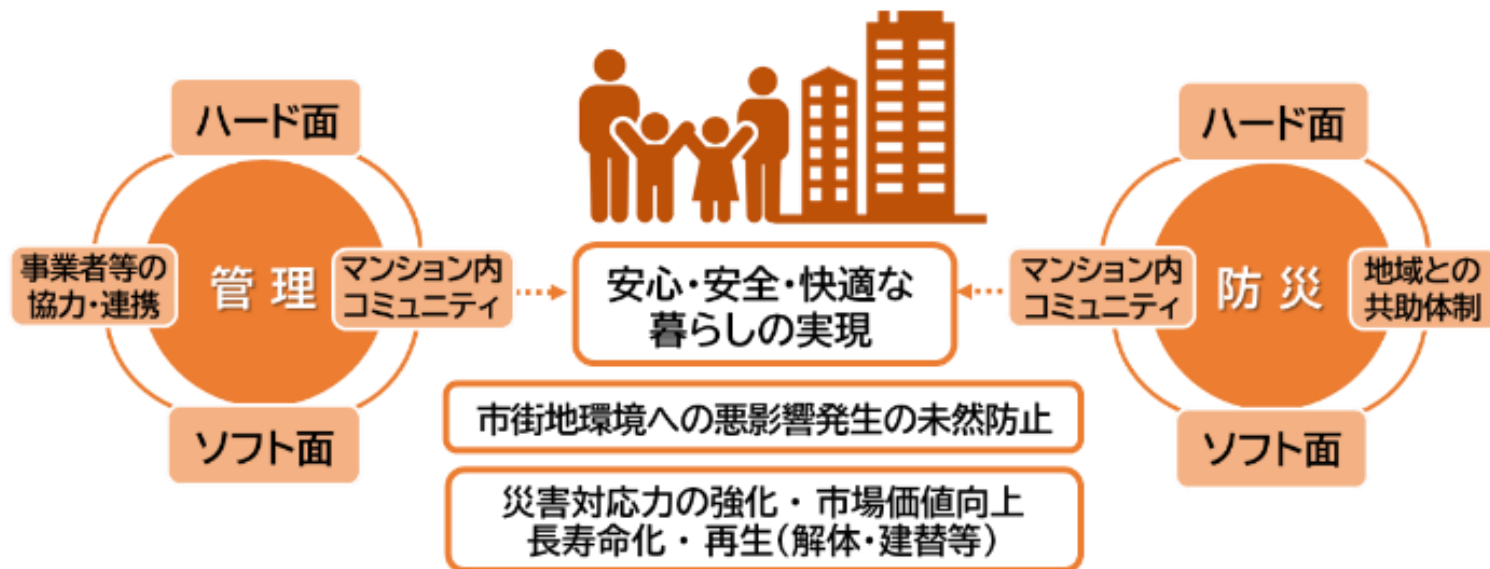 ハード面
事業者等の
協力・連携
管理
マンション内
コミュニティ
ソフト面
安心・安全・快適な
暮らしの実現
市街地環境への悪影響発生の未然防止
災害対応力の強化・市場価値向上
長寿命化・再生(解体・建替等)
ハード面
マンション内
コミュニティ
防災
地域との
共助体制
ソフト面